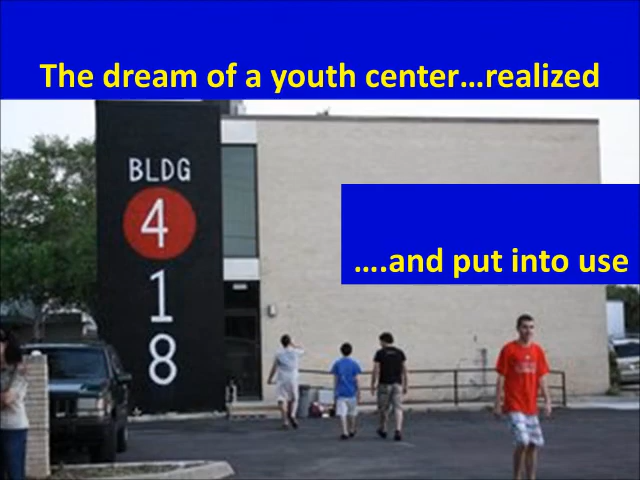 The dream of a youth center…realized
BLDG
4
1
8
….and put into use